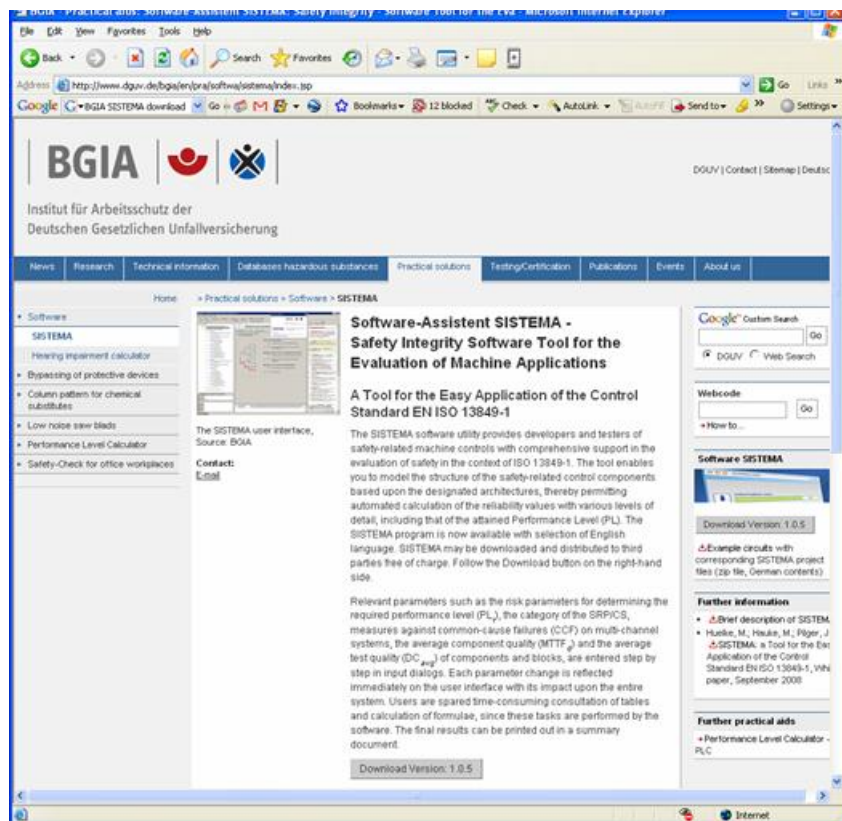 BGIA - Practical aids: Software-Assistent SISTEMA: Safety Integrity - Software Tool for the Eva - Microsoft Internet Explorer
File Edit View Favorites Tools Help
Back Search Favorites
Address http://www.dguv.de/bgia/en/pra/softwa/sistema/index.jsp Go Links »
Google G BGIA SISTEMA download Go Bookmarks 12 blocked Check AutoLink AutoFill Send to » Settings
BGIA
DGUV | Contact | Sitemap | Deutsc
Institut für Arbeitsschutz der
Deutschen Gesetzlichen Unfallversicherung
News Research Technical information Databases hazardous substances Practical solutions Testing/Certification Publications Events About us
Home
Software
SISTEMA
Hearing impairment calculator
Bypassing of protective devices
Column pattern for chemical
substitutes
Low noise saw blads
Performance Level Calculator
Safety-Check for office workplaces
» Practical solutions » Software > SISTEMA
The SISTEMA user interface,
Source: BGIA
Contact:
E-mail
Software-Assistent SISTEMA -
Safety Integrity Software Tool for the
Evaluation of Machine Applications
A Tool for the Easy Application of the Control
Standard EN ISO 13849-1
The SISTEMA software utility provides developers and testers of
safety-related machine controls with comprehensive support in the
evaluation of safety in the context of ISO 13849-1. The tool enables
you to model the structure of the safety-related control components
based upon the designated architectures, thereby permitting
automated calculation of the reliability values with various levels of
detail, including that of the attained Performance Level (PL). The
SISTEMA program is now available with selection of English
language. SISTEMA may be downloaded and distributed to third
parties free of charge. Follow the Download button on the right-hand
side.
Relevant parameters such as the risk parameters for determining the
required performance level (PLr), the category of the SRP/CS,
measures against common-cause failures (CCF) on multi-channel
systems, the average component quality (MTTFd) and the average
test quality (DCavg) of components and blocks, are entered step by
step in input dialogs. Each parameter change is reflected
immediately on the user interface with its impact upon the entire
system. Users are spared time-consuming consultation of tables
and calculation of formulae, since these tasks are performed by the
software. The final results can be printed out in a summary
document.
Download Version: 1.0.5
Google™ Custom Search
Go
DGUV Web Search
Webcode
Go
How to...
Software SISTEMA
Download Version: 1.0.5
Example circuits with
corresponding SISTEMA project
files (zip file, German contents)
Further information
Brief description of SISTEM
Huelke, M.; Hauke, M.; Pilger, J
SISTEMA: a Tool for the Eas
Application of the Control
Standard EN ISO 13849-1, Whi
paper, September 2008
Further practical aids
Performance Level Calculator -
PLC
Internet